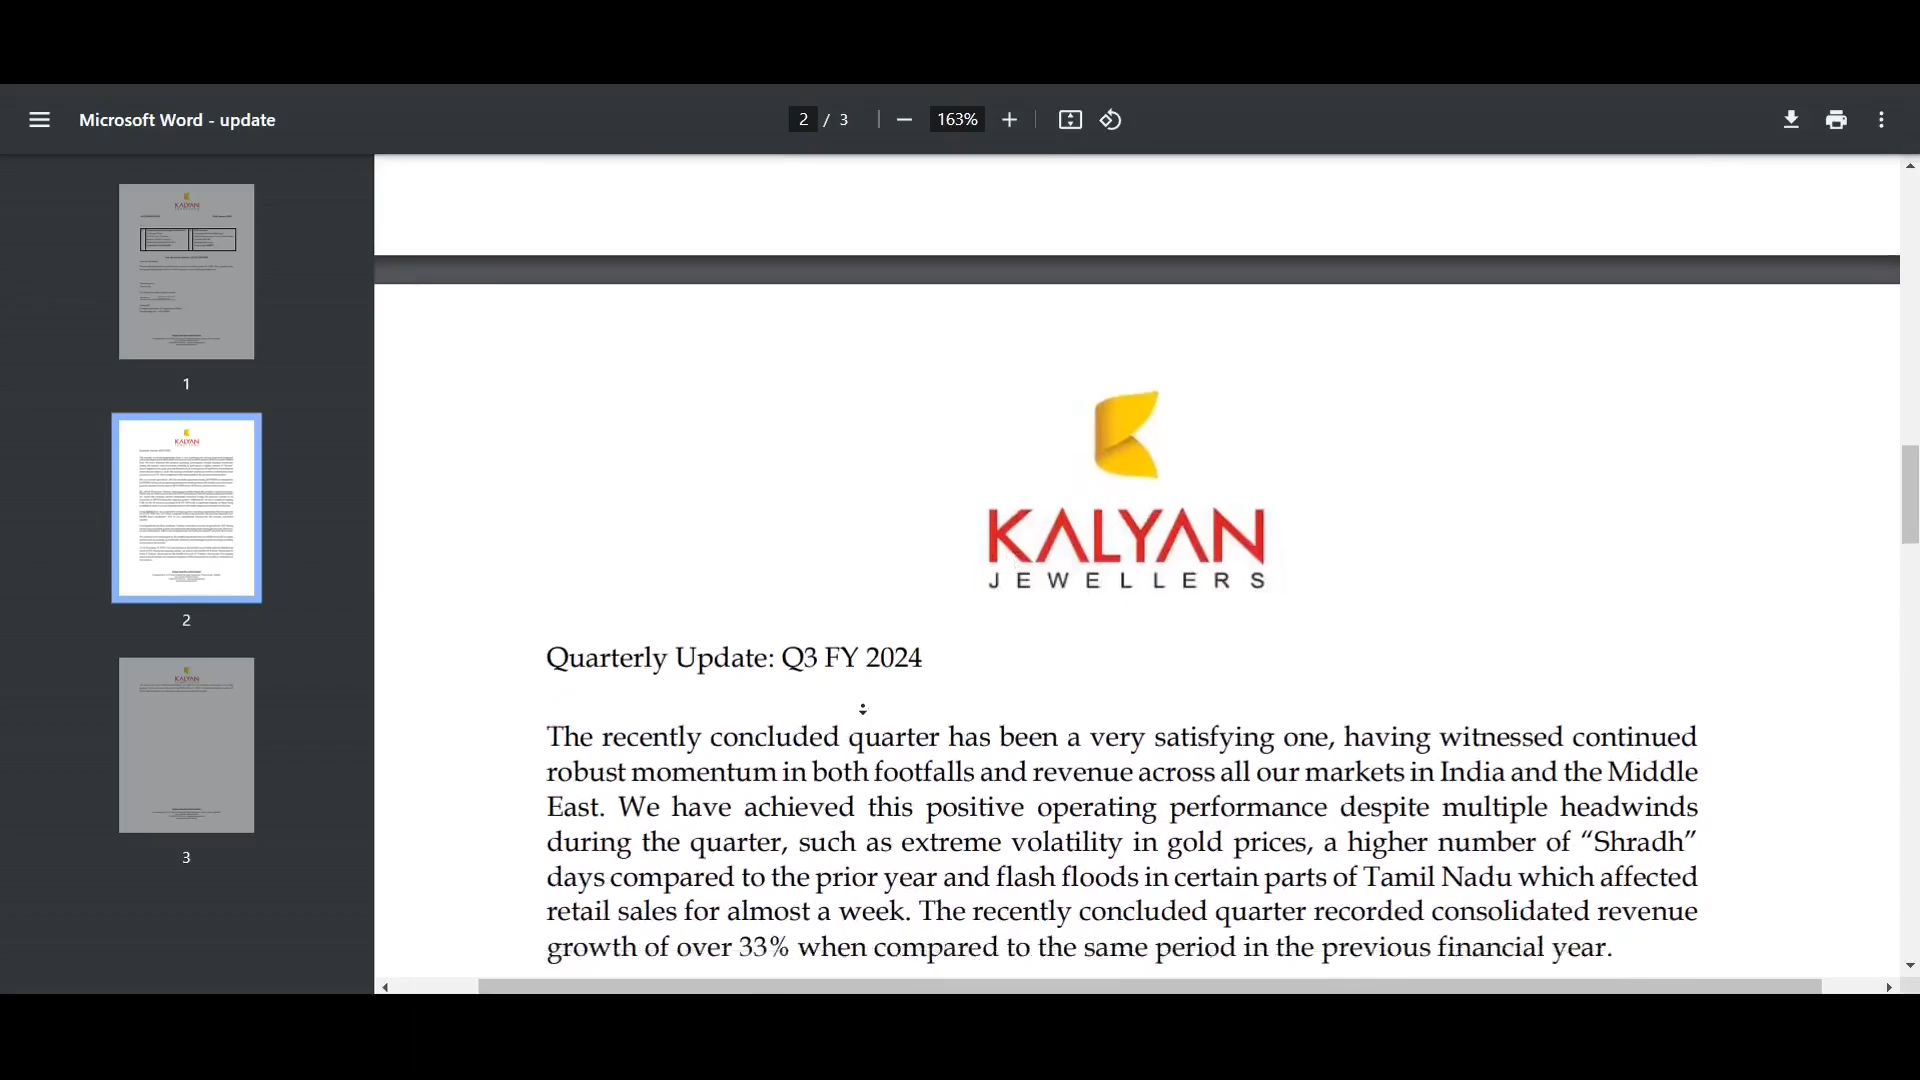 Microsoft Word - update
2 / 3
163%
KALYAN
1
KALYAN
2
KALYAN
3
KALYAN
JEWELLERS
Quarterly Update: Q3 FY 2024
The recently concluded quarter has been a very satisfying one, having witnessed continued
robust momentum in both footfalls and revenue across all our markets in India and the Middle
East. We have achieved this positive operating performance despite multiple headwinds
during the quarter, such as extreme volatility in gold prices, a higher number of “Shradh”
days compared to the prior year and flash floods in certain parts of Tamil Nadu which affected
retail sales for almost a week. The recently concluded quarter recorded consolidated revenue
growth of over 33% when compared to the same period in the previous financial year.